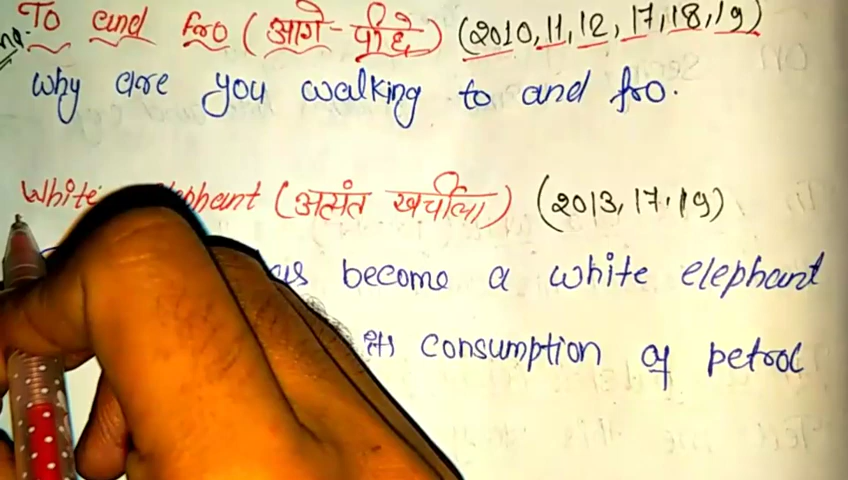 To and fro (आगे-पीछे) (2010, 11, 12, 17, 18, 19)
why are you walking to and fro.
White elephant (अत्यंत खर्चीला) (2013, 17, 19)
become a white elephant
its consumption of petrol